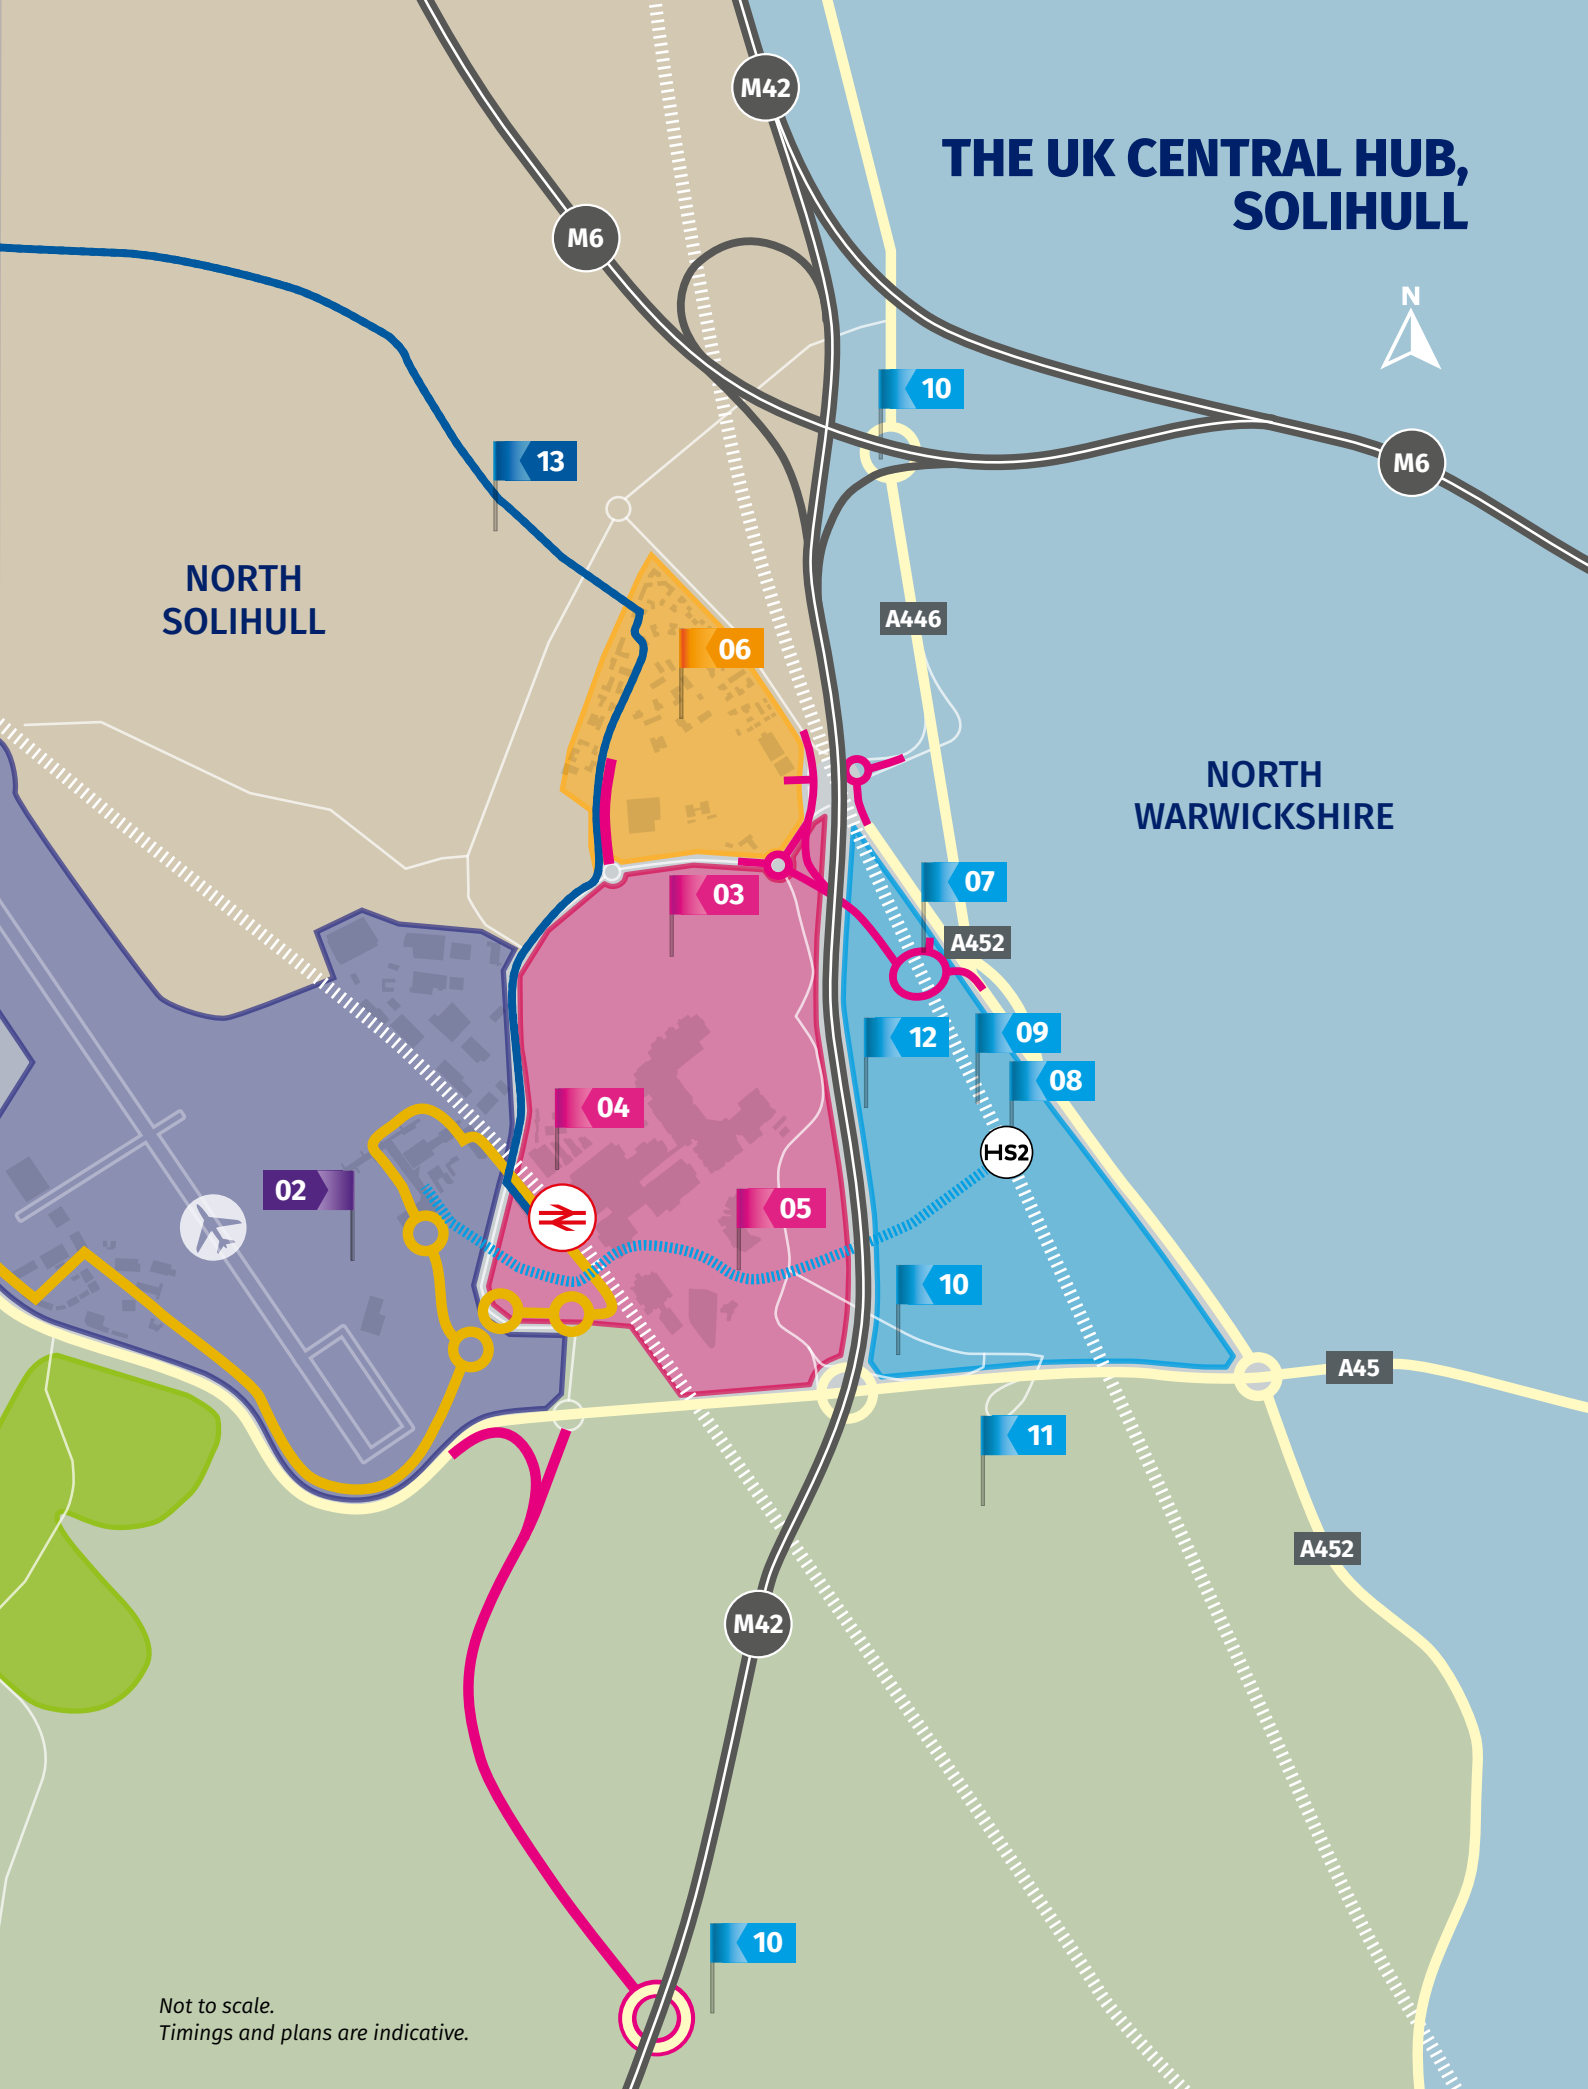 M42
THE UK CENTRAL HUB,
SOLIHULL
M6
N
10
13
M6
NORTH
SOLIHULL
A446
06
NORTH
WARWICKSHIRE
07
03
A452
12
09
08
04
HS2
02
05
10
A45
11
A452
M42
10
Not to scale.
Timings and plans are indicative.